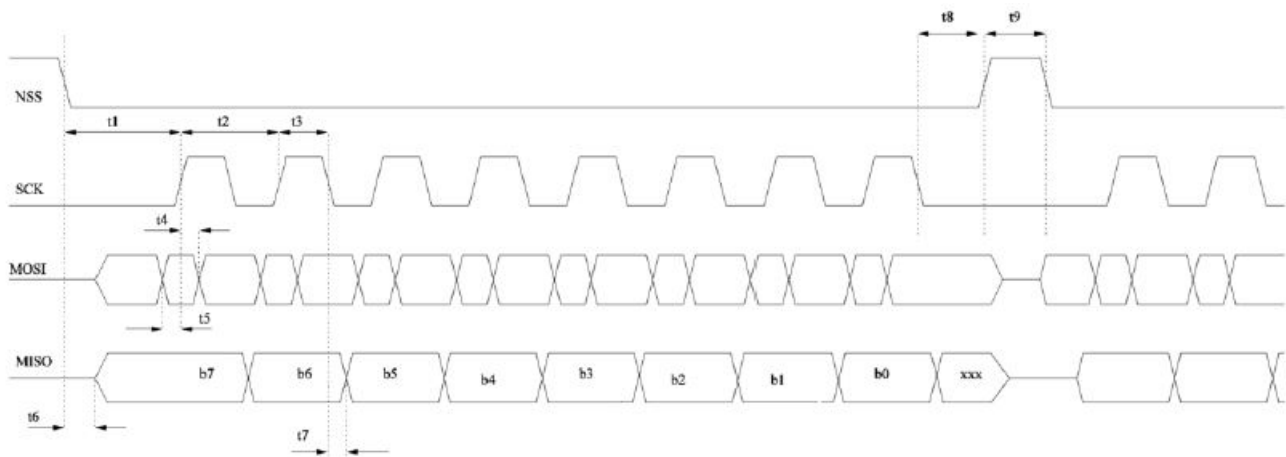 t8 t9
NSS
t1 t2 t3
SCK
t4
MOSI
t5
MISO
b7 b6 b5 b4 b3 b2 b1 b0 xxx
t6
t7